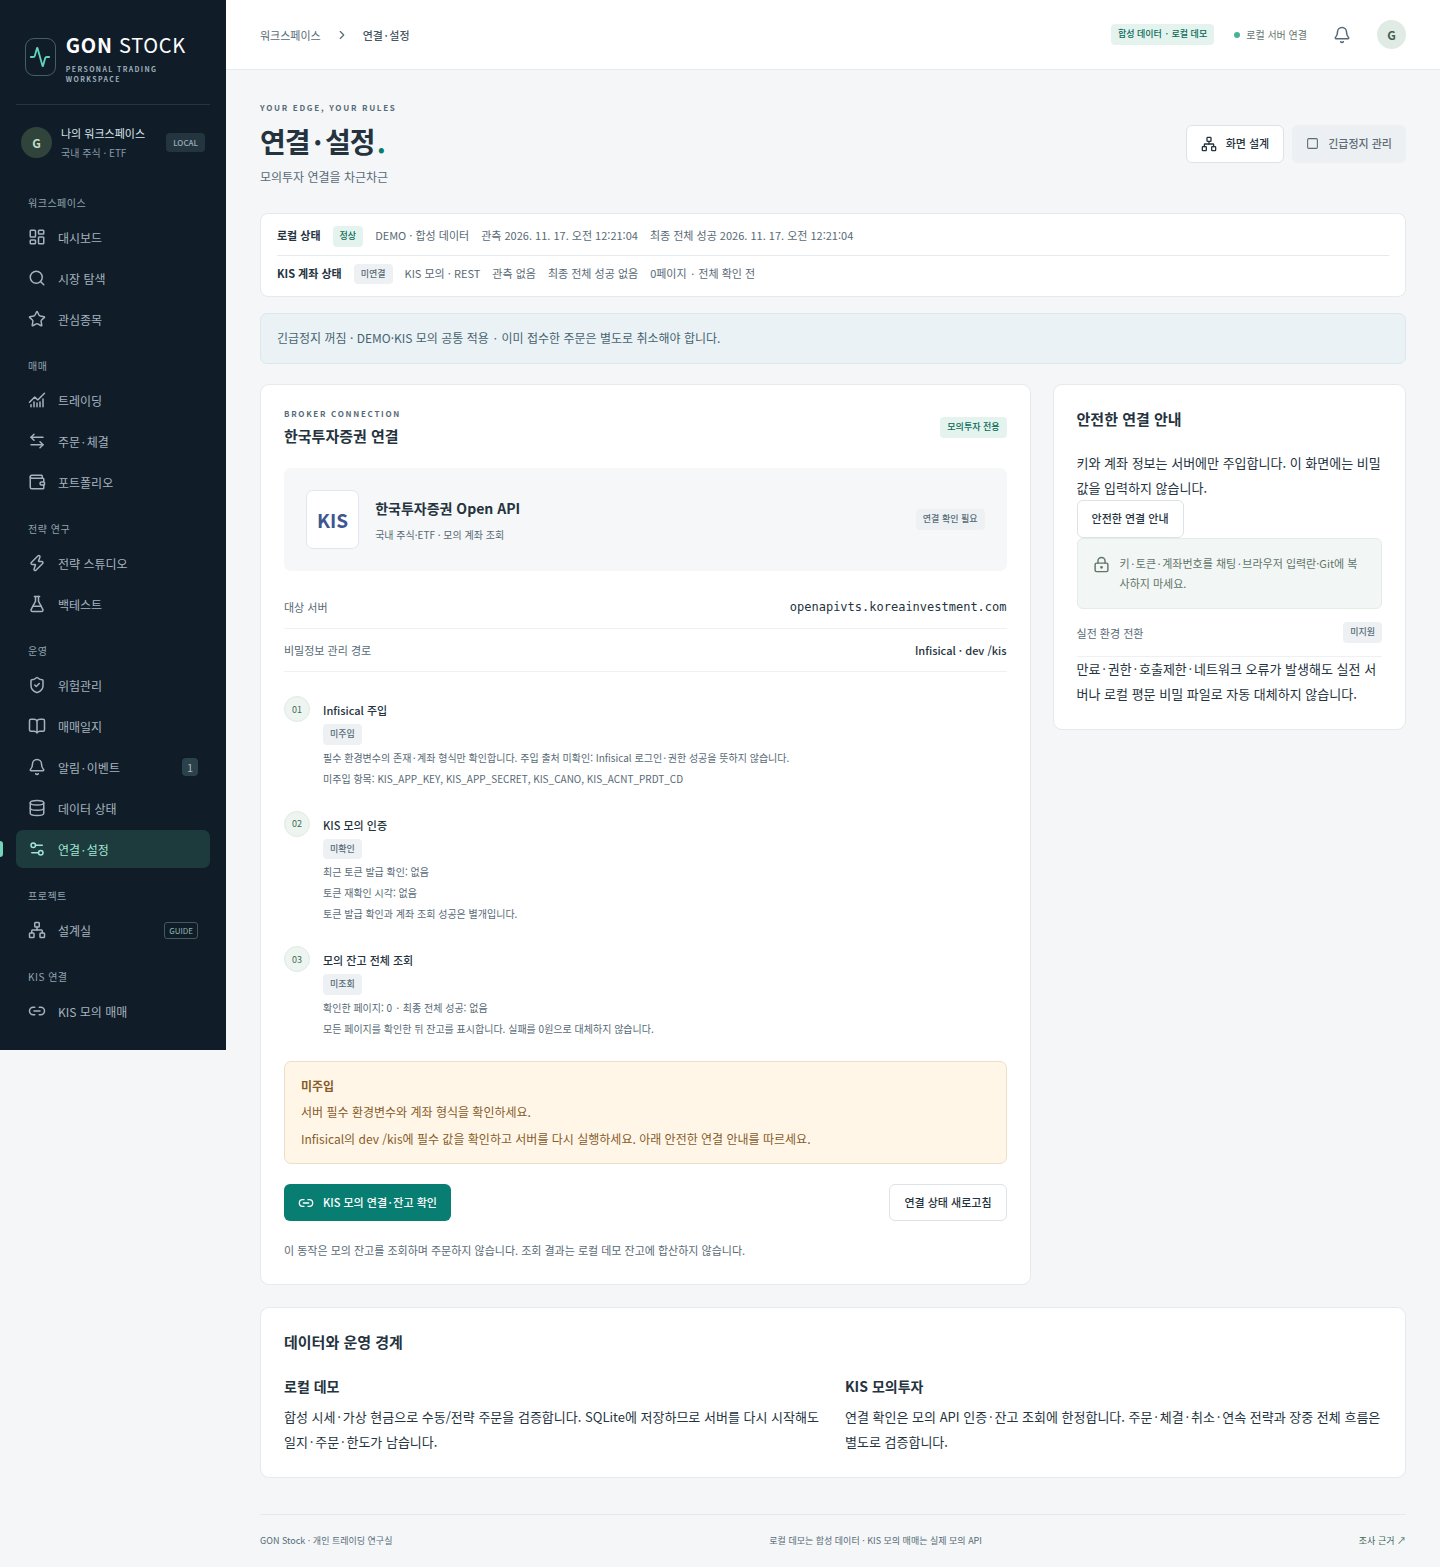 GON STOCK
PERSONAL TRADING
WORKSPACE
G
나의 워크스페이스
국내 주식 · ETF
LOCAL
워크스페이스
대시보드
시장 탐색
관심종목
매매
트레이딩
주문·체결
포트폴리오
전략 연구
전략 스튜디오
백테스트
운영
위험관리
매매일지
알림·이벤트
1
데이터 상태
연결·설정
프로젝트
설계실
GUIDE
KIS 연결
KIS 모의 매매
워크스페이스
연결·설정
합성 데이터 · 로컬 데모
로컬 서버 연결
G
YOUR EDGE, YOUR RULES
연결·설정.
모의투자 연결을 차근차근
화면 설계
긴급정지 관리
로컬 상태 정상 DEMO · 합성 데이터 관측 2026. 11. 17. 오전 12:21:04 최종 전체 성공 2026. 11. 17. 오전 12:21:04
KIS 계좌 상태 미연결 KIS 모의 · REST 관측 없음 최종 전체 성공 없음 0페이지 · 전체 확인 전
긴급정지 꺼짐 · DEMO·KIS 모의 공통 적용 · 이미 접수한 주문은 별도로 취소해야 합니다.
BROKER CONNECTION
한국투자증권 연결
모의투자 전용
KIS
한국투자증권 Open API
국내 주식·ETF · 모의 계좌 조회
연결 확인 필요
대상 서버
openapivts.koreainvestment.com
비밀정보 관리 경로
Infisical · dev /kis
01
Infisical 주입
미주입
필수 환경변수의 존재·계좌 형식만 확인합니다. 주입 출처 미확인: Infisical 로그인·권한 성공을 뜻하지 않습니다.
미주입 항목: KIS_APP_KEY, KIS_APP_SECRET, KIS_CANO, KIS_ACNT_PRDT_CD
02
KIS 모의 인증
미확인
최근 토큰 발급 확인: 없음
토큰 재확인 시각: 없음
토큰 발급 확인과 계좌 조회 성공은 별개입니다.
03
모의 잔고 전체 조회
미조회
확인한 페이지: 0 · 최종 전체 성공: 없음
모든 페이지를 확인한 뒤 잔고를 표시합니다. 실패를 0원으로 대체하지 않습니다.
미주입
서버 필수 환경변수와 계좌 형식을 확인하세요.
Infisical의 dev /kis에 필수 값을 확인하고 서버를 다시 실행하세요. 아래 안전한 연결 안내를 따르세요.
KIS 모의 연결·잔고 확인
연결 상태 새로고침
이 동작은 모의 잔고를 조회하며 주문하지 않습니다. 조회 결과는 로컬 데모 잔고에 합산하지 않습니다.
안전한 연결 안내
키와 계좌 정보는 서버에만 주입합니다. 이 화면에는 비밀
값을 입력하지 않습니다.
안전한 연결 안내
키·토큰·계좌번호를 채팅·브라우저 입력란·Git에 복
사하지 마세요.
실전 환경 전환
미지원
만료·권한·호출제한·네트워크 오류가 발생해도 실전 서
버나 로컬 평문 비밀 파일로 자동 대체하지 않습니다.
데이터와 운영 경계
로컬 데모
합성 시세·가상 현금으로 수동/전략 주문을 검증합니다. SQLite에 저장하므로 서버를 다시 시작해도
일지·주문·한도가 남습니다.
KIS 모의투자
연결 확인은 모의 API 인증·잔고 조회에 한정합니다. 주문·체결·취소·연속 전략과 장중 전체 흐름은
별도로 검증합니다.
GON Stock · 개인 트레이딩 연구실
로컬 데모는 합성 데이터 · KIS 모의 매매는 실제 모의 API
조사 근거 ↗